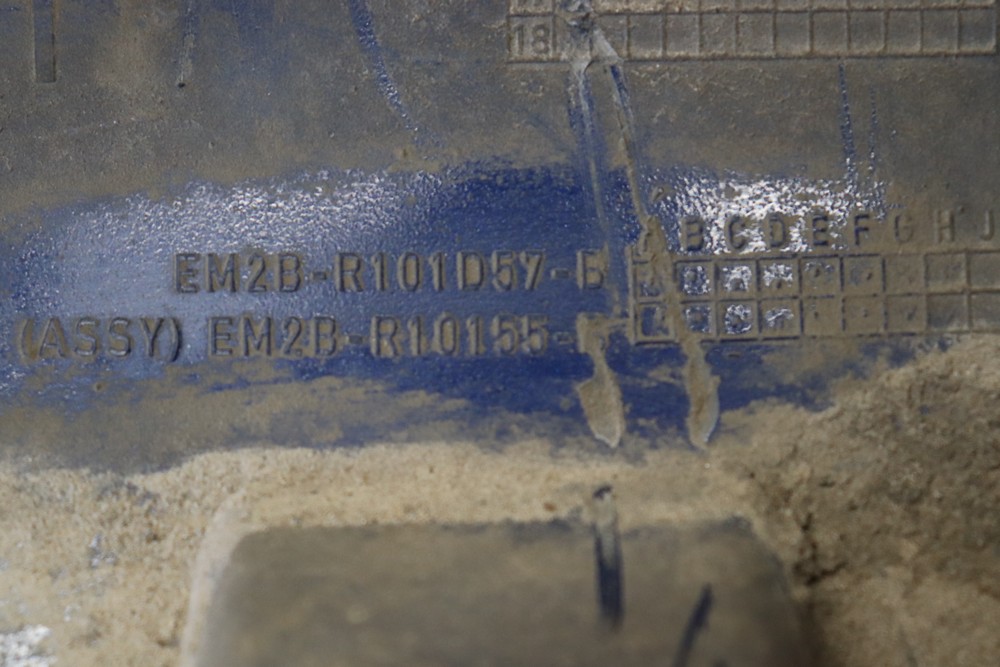 18
A B C D E F G H J
EM2B-R101D57-B
(ASSY) EM2B-R10155-